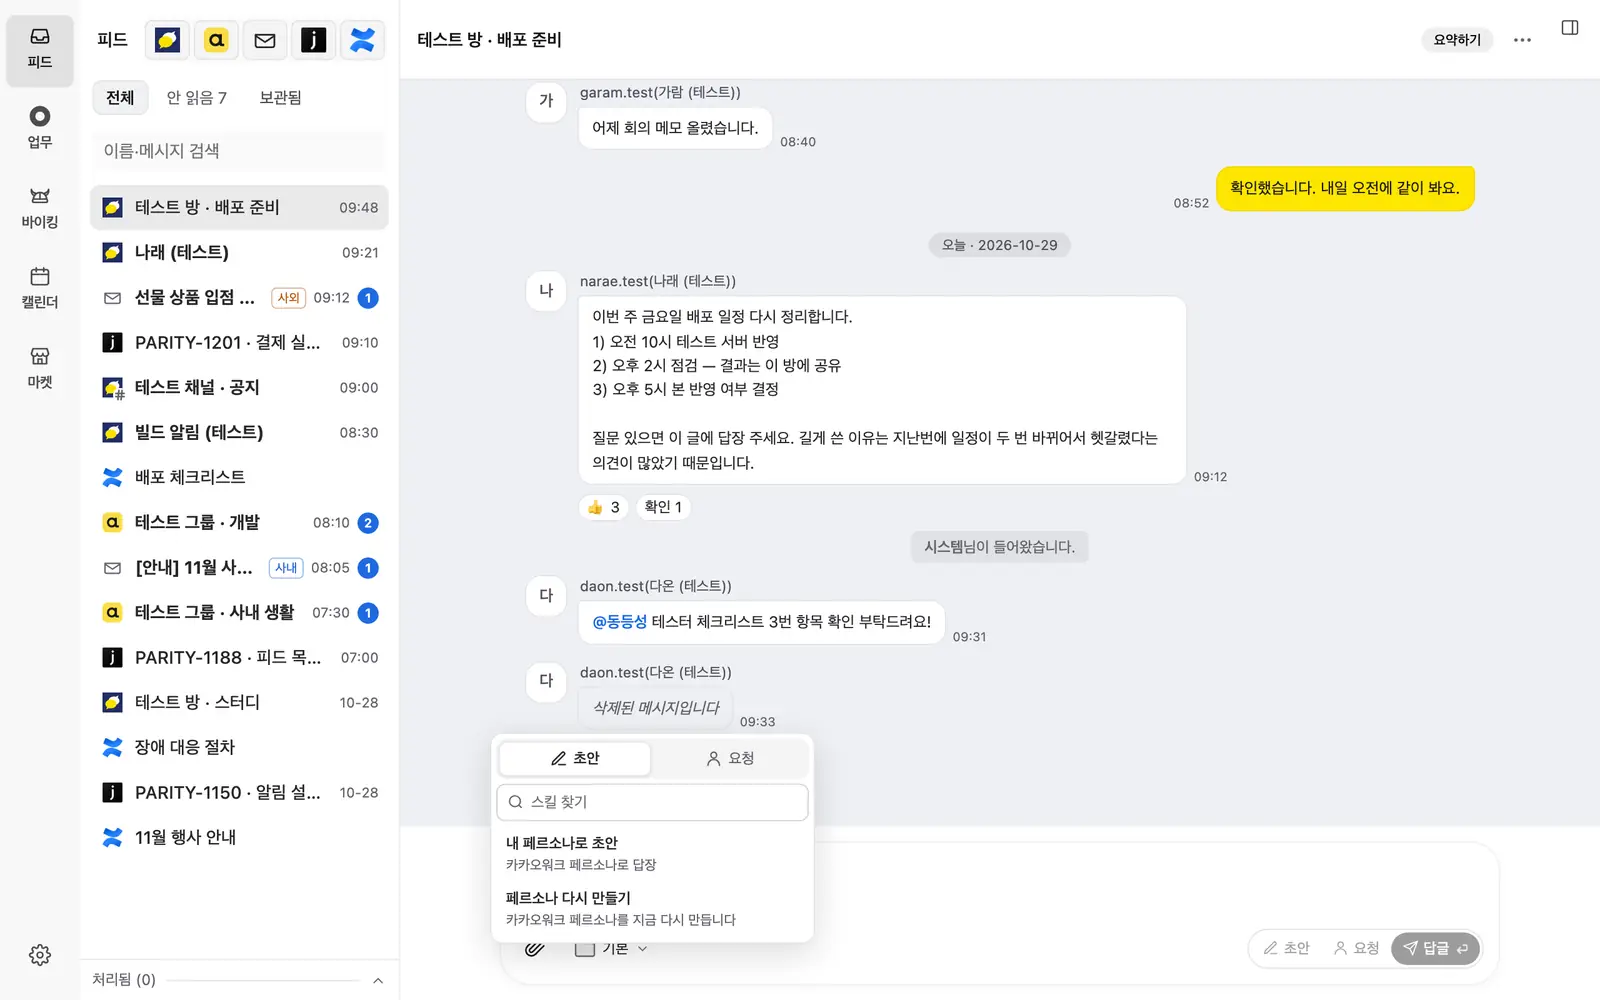 피드
업무
바이킹
캘린더
마켓
피드
전체
안 읽음 7
보관됨
이름·메시지 검색
테스트 방 · 배포 준비 09:48
나래 (테스트) 09:21
선물 상품 입점 ... 사외 09:12 1
PARITY-1201 · 결제 실... 09:10
테스트 채널 · 공지 09:00
빌드 알림 (테스트) 08:30
배포 체크리스트
테스트 그룹 · 개발 08:10 2
[안내] 11월 사... 사내 08:05 1
테스트 그룹 · 사내 생활 07:30 1
PARITY-1188 · 피드 목... 07:00
테스트 방 · 스터디 10-28
장애 대응 절차
PARITY-1150 · 알림 설... 10-28
11월 행사 안내
처리됨 (0)
테스트 방 · 배포 준비
요약하기
가
garam.test(가람 (테스트))
어제 회의 메모 올렸습니다.
08:40
08:52
확인했습니다. 내일 오전에 같이 봐요.
오늘 · 2026-10-29
나
narae.test(나래 (테스트))
이번 주 금요일 배포 일정 다시 정리합니다.
1) 오전 10시 테스트 서버 반영
2) 오후 2시 점검 — 결과는 이 방에 공유
3) 오후 5시 본 반영 여부 결정
질문 있으면 이 글에 답장 주세요. 길게 쓴 이유는 지난번에 일정이 두 번 바뀌어서 헷갈렸다는
의견이 많았기 때문입니다.
09:12
👍 3
확인 1
시스템님이 들어왔습니다.
다
daon.test(다온 (테스트))
@동등성 테스터 체크리스트 3번 항목 확인 부탁드려요!
09:31
다
daon.test(다온 (테스트))
삭제된 메시지입니다
09:33
초안
요청
스킬 찾기
내 페르소나로 초안
카카오워크 페르소나로 답장
페르소나 다시 만들기
카카오워크 페르소나를 지금 다시 만듭니다
기본
초안
요청
답글